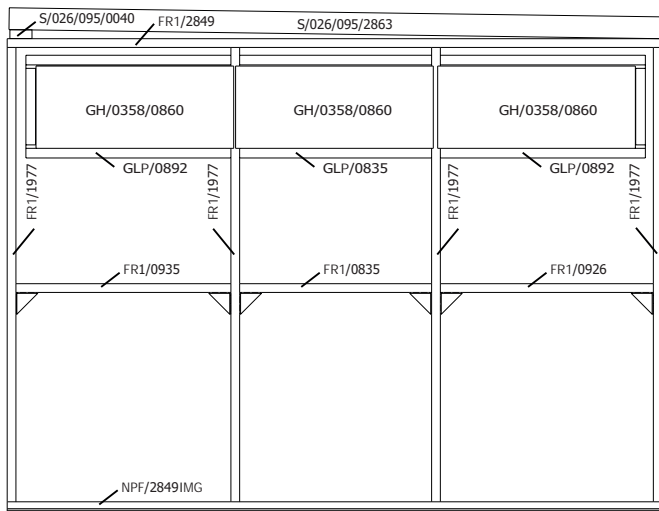 S/026/095/0040
FR1/2849
S/026/095/2863
GH/0358/0860
GH/0358/0860
GH/0358/0860
GLP/0892
GLP/0835
GLP/0892
FR1/1977
FR1/1977
FR1/1977
FR1/1977
FR1/0935
FR1/0835
FR1/0926
NPF/2849IMG